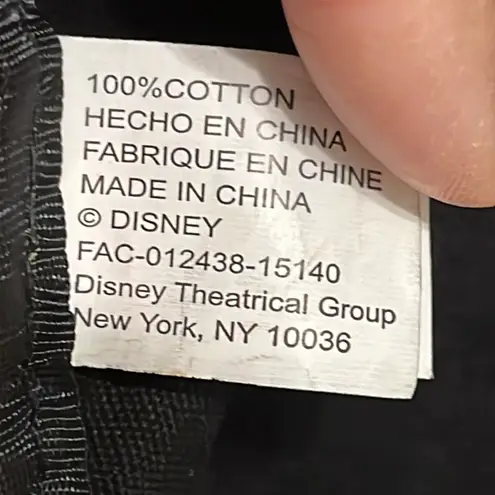 100%COTTON
HECHO EN CHINA
FABRIQUE EN CHINE
MADE IN CHINA
© DISNEY
FAC-012438-15140
Disney Theatrical Group
New York, NY 10036